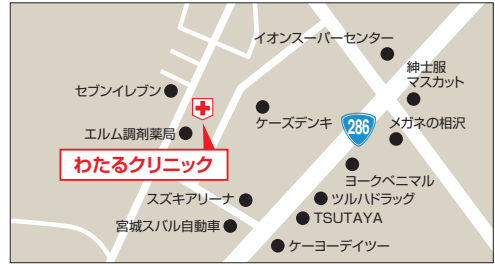 イオンスーパーセンター
紳士服
マスカット
セブンイレブン
ケーズデンキ
286
メガネの相沢
エルム調剤薬局
わたるクリニック
ヨークベニマル
スズキアリーナ
ツルハドラッグ
TSUTAYA
宮城スバル自動車
ケーヨーデイツー